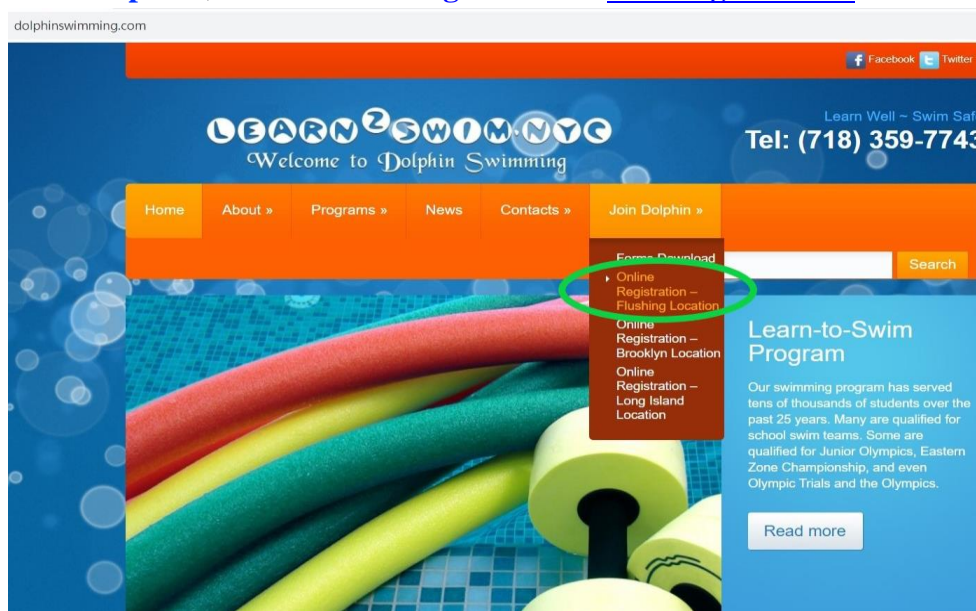 dolphinswimming.com
Facebook Twitter
LEARN2SWIM.NYC
Welcome to Dolphin Swimming
Learn Well ~ Swim Safe
Tel: (718) 359-7743
Home About » Programs » News Contacts » Join Dolphin »
Forms Download
Online
Registration –
Flushing Location
Online
Registration –
Brooklyn Location
Online
Registration –
Long Island
Location
Search
Learn-to-Swim
Program
Our swimming program has served
tens of thousands of students over the
past 25 years. Many are qualified for
school swim teams. Some are
qualified for Junior Olympics, Eastern
Zone Championship, and even
Olympic Trials and the Olympics.
Read more